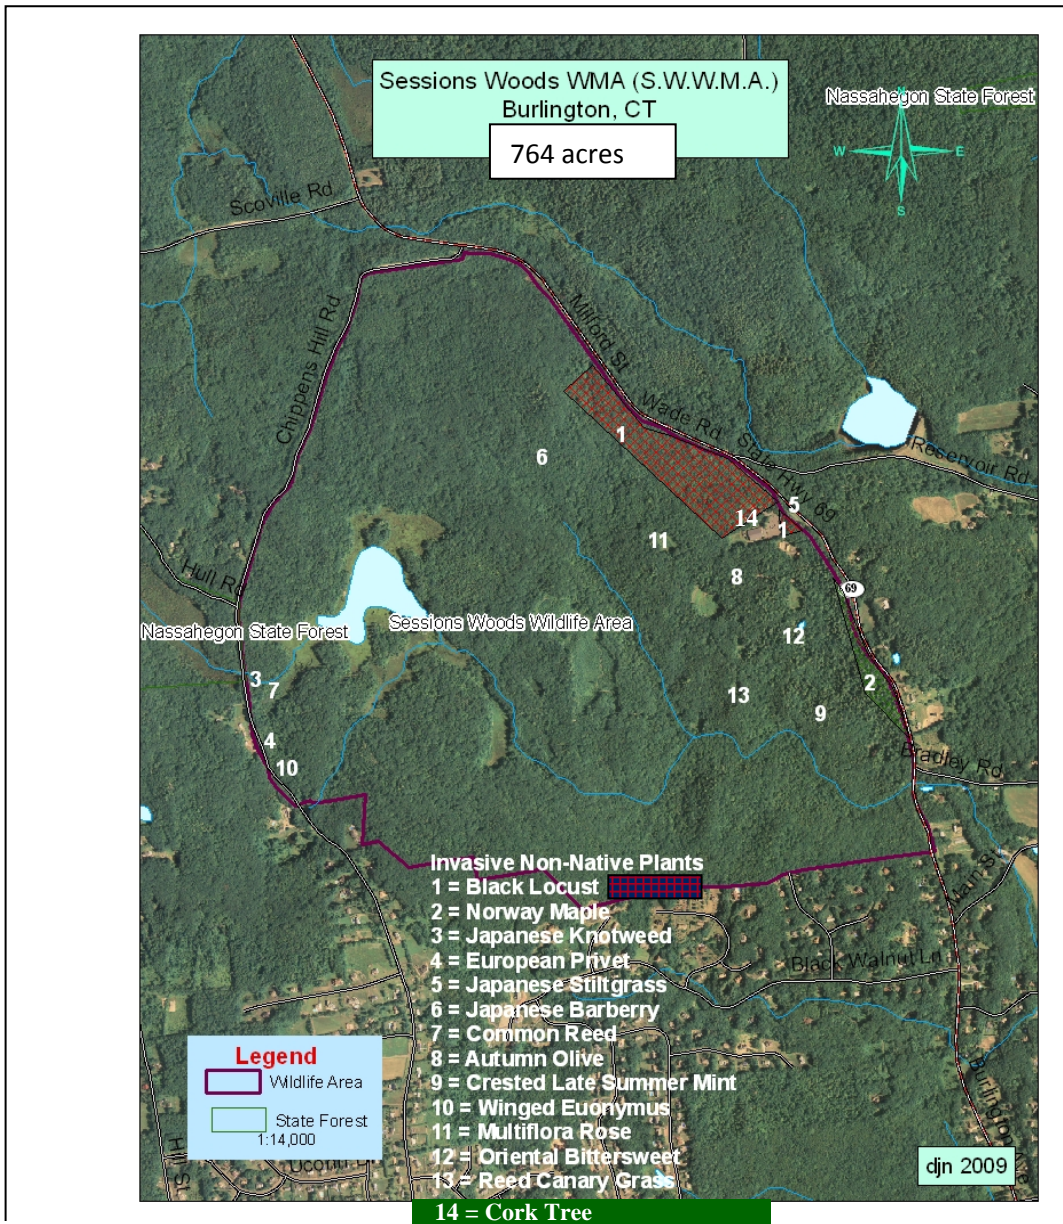 Sessions Woods WMA (S.W.W.M.A.)
Burlington, CT
764 acres
Nassahegon State Forest
N
W
E
S
Scoville Rd
Chippens Hill Rd
Milford St
Wade Rd
State Hwy 69
Reservoir Rd
1
6
14
5
1
11
8
69
Hull Rd
Nassahegon State Forest
Sessions Woods Wildlife Area
12
3
7
13
2
9
4
10
Bradley Rd
Main St
Black Walnut Ln
Burlington Ave
Invasive Non-Native Plants
1 = Black Locust
2 = Norway Maple
3 = Japanese Knotweed
4 = European Privet
5 = Japanese Stiltgrass
6 = Japanese Barberry
7 = Common Reed
8 = Autumn Olive
9 = Crested Late Summer Mint
10 = Winged Euonymus
11 = Multiflora Rose
12 = Oriental Bittersweet
13 = Reed Canary Grass
14 = Cork Tree
Legend
Wildlife Area
State Forest
1:14,000
Hill St
Uconn
djn 2009